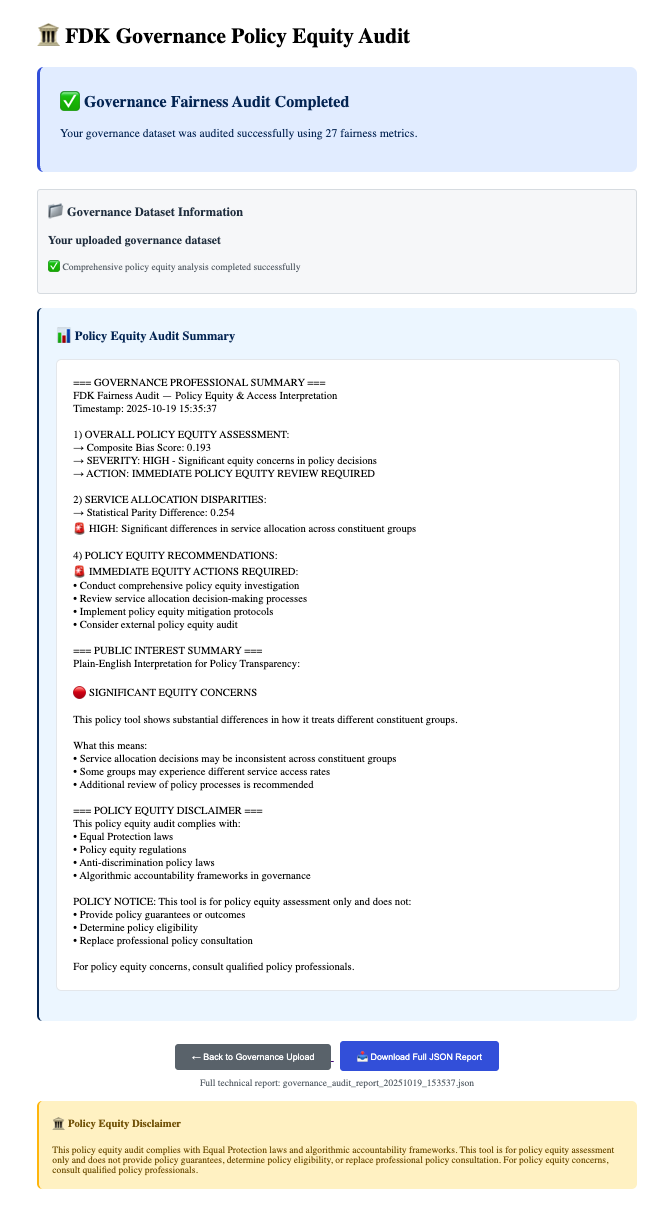 🏛️ FDK Governance Policy Equity Audit
✅ Governance Fairness Audit Completed
Your governance dataset was audited successfully using 27 fairness metrics.
📁 Governance Dataset Information
Your uploaded governance dataset
✅ Comprehensive policy equity analysis completed successfully
📊 Policy Equity Audit Summary
=== GOVERNANCE PROFESSIONAL SUMMARY ===
FDK Fairness Audit — Policy Equity & Access Interpretation
Timestamp: 2025-10-19 15:35:37
1) OVERALL POLICY EQUITY ASSESSMENT:
→ Composite Bias Score: 0.193
→ SEVERITY: HIGH - Significant equity concerns in policy decisions
→ ACTION: IMMEDIATE POLICY EQUITY REVIEW REQUIRED
2) SERVICE ALLOCATION DISPARITIES:
→ Statistical Parity Difference: 0.254
🚨 HIGH: Significant differences in service allocation across constituent groups
4) POLICY EQUITY RECOMMENDATIONS:
🚨 IMMEDIATE EQUITY ACTIONS REQUIRED:
• Conduct comprehensive policy equity investigation
• Review service allocation decision-making processes
• Implement policy equity mitigation protocols
• Consider external policy equity audit
=== PUBLIC INTEREST SUMMARY ===
Plain-English Interpretation for Policy Transparency:
🔴 SIGNIFICANT EQUITY CONCERNS
This policy tool shows substantial differences in how it treats different constituent groups.
What this means:
• Service allocation decisions may be inconsistent across constituent groups
• Some groups may experience different service access rates
• Additional review of policy processes is recommended
=== POLICY EQUITY DISCLAIMER ===
This policy equity audit complies with:
• Equal Protection laws
• Policy equity regulations
• Anti-discrimination policy laws
• Algorithmic accountability frameworks in governance
POLICY NOTICE: This tool is for policy equity assessment only and does not:
• Provide policy guarantees or outcomes
• Determine policy eligibility
• Replace professional policy consultation
For policy equity concerns, consult qualified policy professionals.
← Back to Governance Upload 📥 Download Full JSON Report
Full technical report: governance_audit_report_20251019_153537.json
🏛️ Policy Equity Disclaimer
This policy equity audit complies with Equal Protection laws and algorithmic accountability frameworks. This tool is for policy equity assessment
only and does not provide policy guarantees, determine policy eligibility, or replace professional policy consultation. For policy equity concerns,
consult qualified policy professionals.